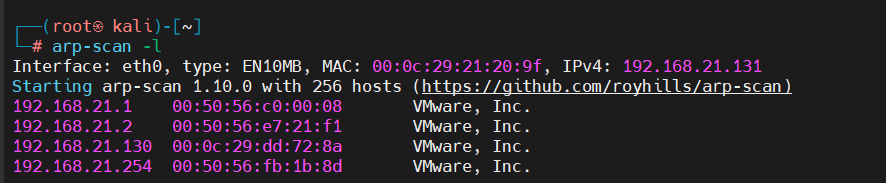 ┌──(root㉿ kali)-[~]
└─# arp-scan -l
Interface: eth0, type: EN10MB, MAC: 00:0c:29:21:20:9f, IPv4: 192.168.21.131
Starting arp-scan 1.10.0 with 256 hosts (https://github.com/royhills/arp-scan)
192.168.21.1 00:50:56:c0:00:08 VMware, Inc.
192.168.21.2 00:50:56:e7:21:f1 VMware, Inc.
192.168.21.130 00:0c:29:dd:72:8a VMware, Inc.
192.168.21.254 00:50:56:fb:1b:8d VMware, Inc.